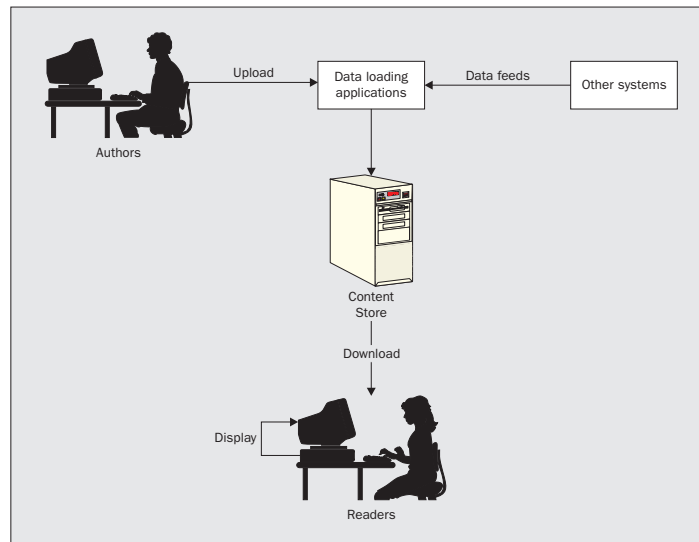 Upload
Data loading
applications
Data feeds
Other systems
Authors
Content
Store
Download
Display
Readers